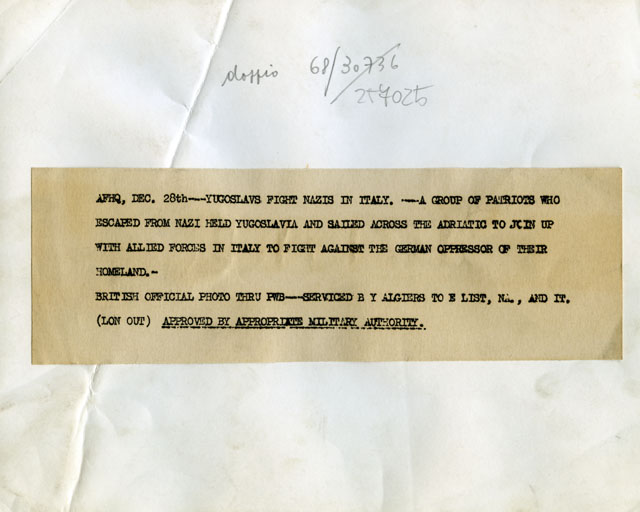 doppio 68/30736
257025
AFHQ, DEC. 28th---YUGOSLAVS FIGHT NAZIS IN ITALY. ---A GROUP OF PATRIOTS WHO
ESCAPED FROM NAZI HELD YUGOSLAVIA AND SAILED ACROSS THE ADRIATIC TO JOIN UP
WITH ALLIED FORCES IN ITALY TO FIGHT AGAINST THE GERMAN OPPRESSOR OF THEIR
HOMELAND.-
BRITISH OFFICIAL PHOTO THRU PWB---SERVICED B Y ALGIERS TO E LIST, NA., AND IT.
(LON OUT) APPROVED BY APPROPRIATE MILITARY AUTHORITY.